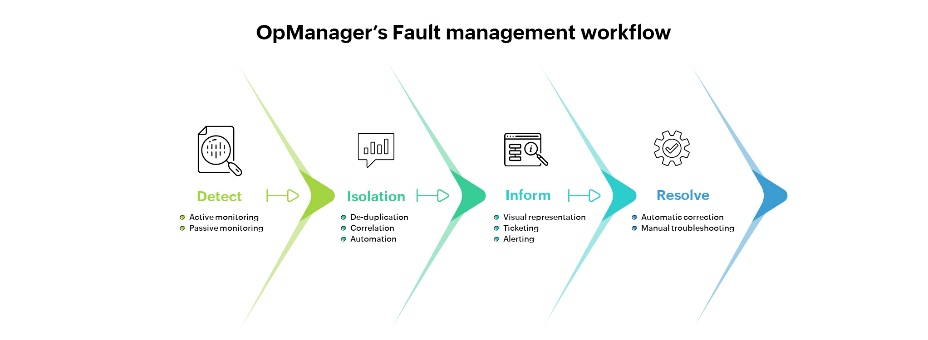 OpManager's Fault management workflow
Detect
Active monitoring
Passive monitoring
Isolation
De-duplication
Correlation
Automation
Inform
Visual representation
Ticketing
Alerting
Resolve
Automatic correction
Manual troubleshooting